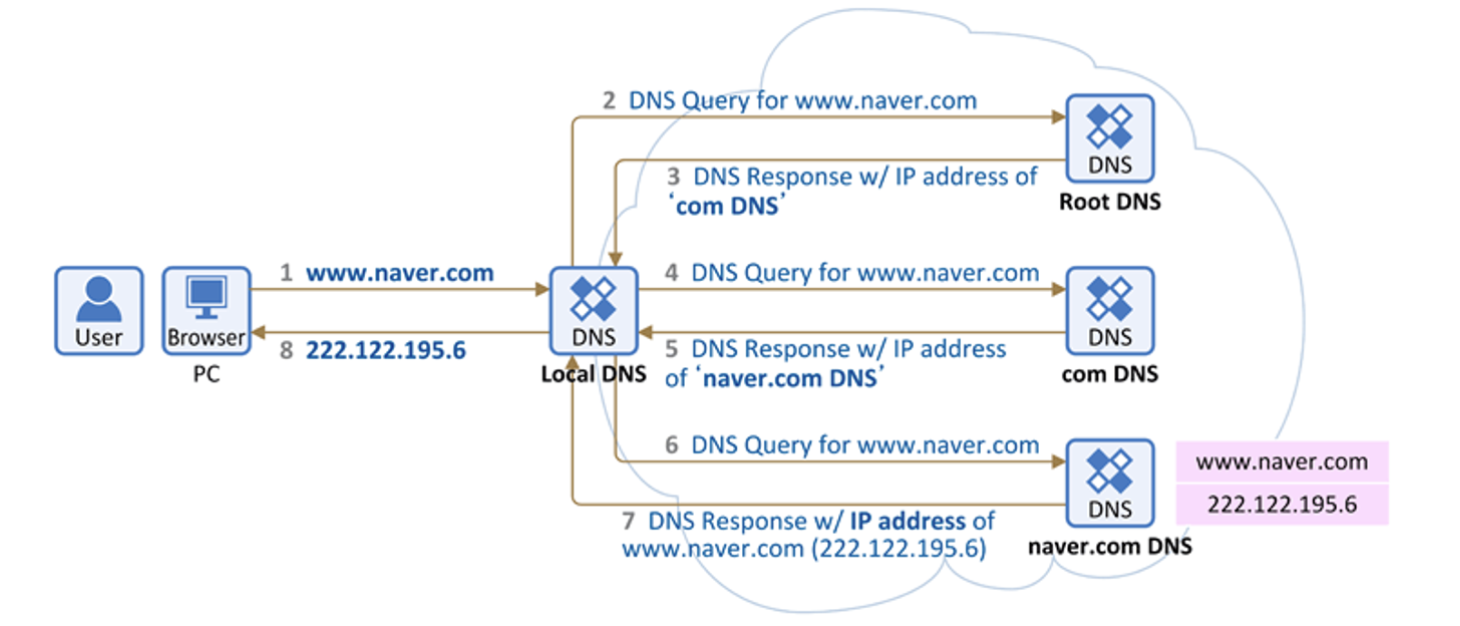 2 DNS Query for www.naver.com
DNS
Root DNS
3 DNS Response w/ IP address of
‘com DNS’
User
Browser
PC
1 www.naver.com
8 222.122.195.6
DNS
Local DNS
4 DNS Query for www.naver.com
5 DNS Response w/ IP address
of ‘naver.com DNS’
DNS
com DNS
6 DNS Query for www.naver.com
7 DNS Response w/ IP address of
www.naver.com (222.122.195.6)
DNS
naver.com DNS
www.naver.com
222.122.195.6